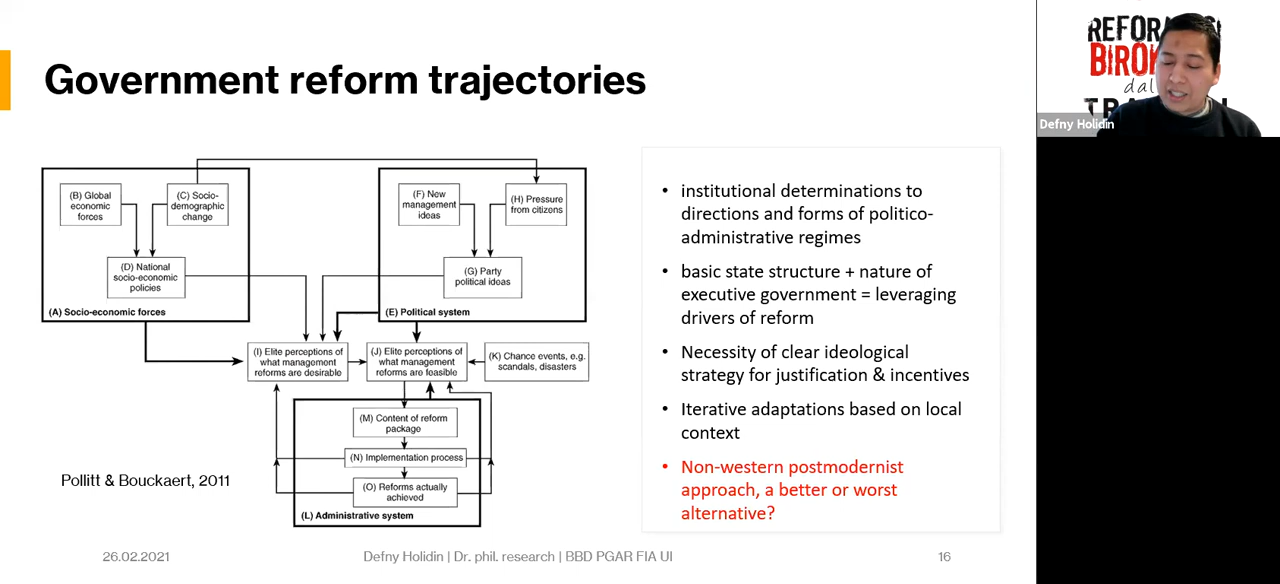 Government reform trajectories
(B) Global
economic
forces
(C) Socio-
demographic
change
(D) National
socio-economic
policies
(A) Socio-economic forces
(F) New
management
ideas
(H) Pressure
from citizens
(G) Party
political ideas
(E) Political system
(I) Elite perceptions of
what management
reforms are desirable
(J) Elite perceptions of
what management
reforms are feasible
(K) Chance events, e.g.
scandals, disasters
(M) Content of reform
package
(N) Implementation process
(O) Reforms actually
achieved
(L) Administrative system
Pollitt & Bouckaert, 2011
• institutional determinations to
directions and forms of politico-
administrative regimes
• basic state structure + nature of
executive government = leveraging
drivers of reform
• Necessity of clear ideological
strategy for justification & incentives
• Iterative adaptations based on local
context
• Non-western postmodernist
approach, a better or worst
alternative?
26.02.2021
Defny Holidin | Dr. phil. research | BBD PGAR FIA UI
16
Defny Holidin